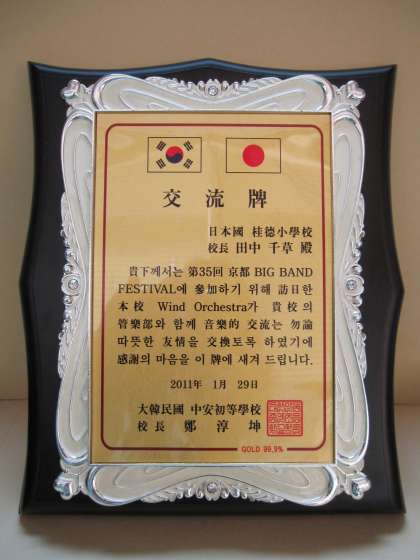 交流牌
日本國 桂德小學校
校長 田中 千草 殿
貴下께서는 第35回 京都 BIG BAND
FESTIVAL에 參加하기 위해 訪日한
本校 Wind Orchestra가 貴校의
管樂部와 함께 音樂的 交流는 勿論
따뜻한 友情을 交換토록 하였기에
感謝의 마음을 이 牌에 새겨 드립니다.
2011年 1月 29日
大韓民國 中安初等學校
校長 鄭淳坤
GOLD 99.9%